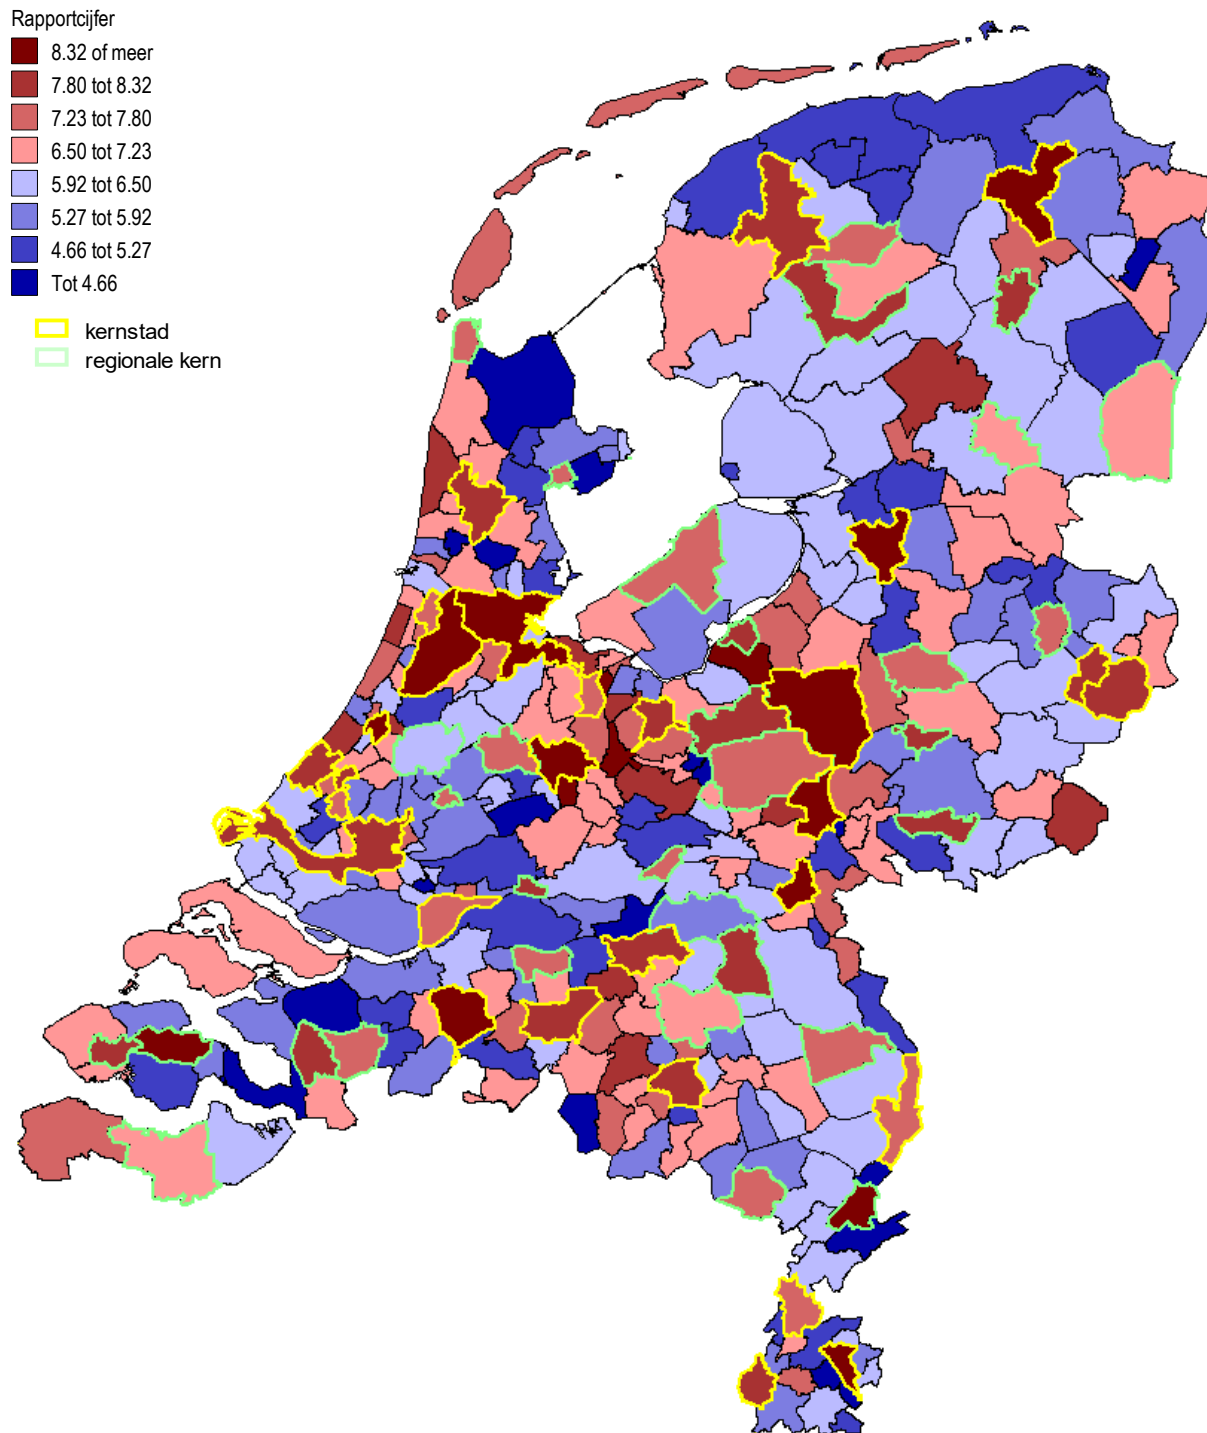 Rapportcijfer
8.32 of meer
7.80 tot 8.32
7.23 tot 7.80
6.50 tot 7.23
5.92 tot 6.50
5.27 tot 5.92
4.66 tot 5.27
Tot 4.66
kernstad
regionale kern